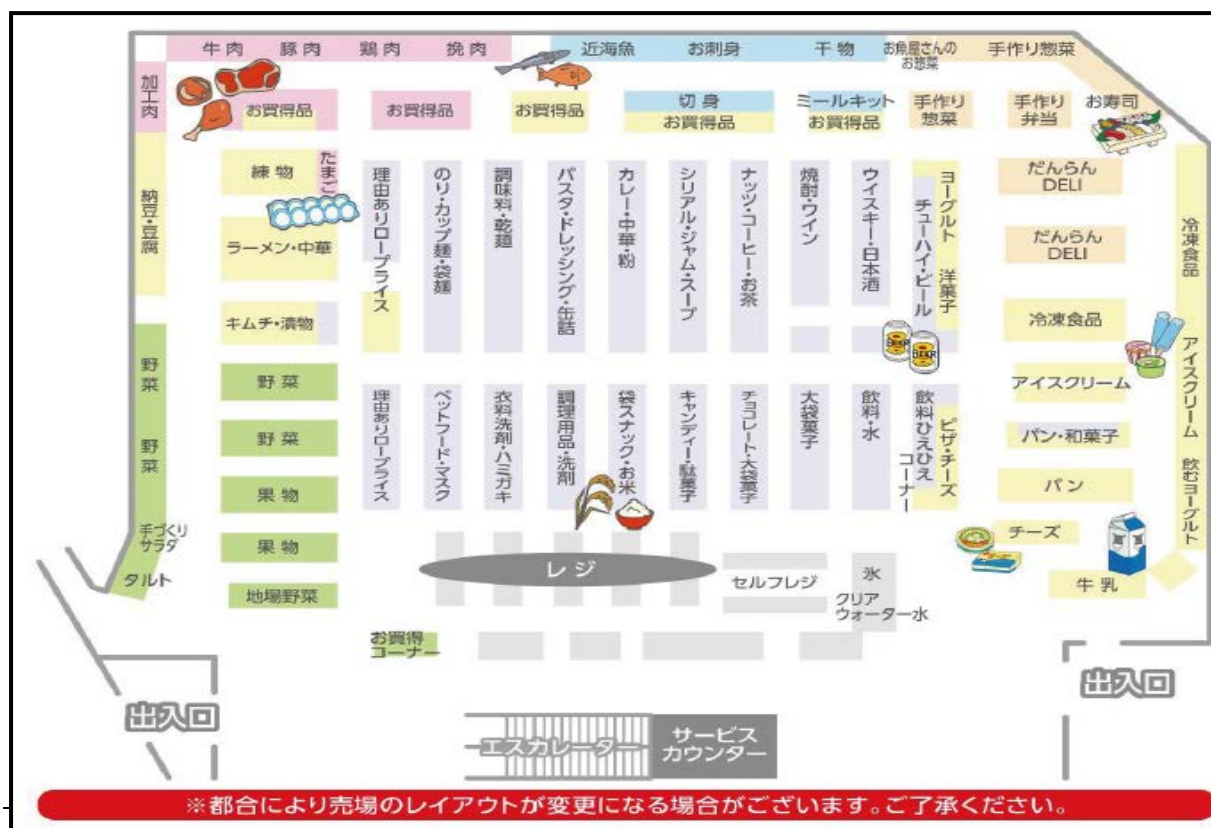 牛肉
豚肉
鶏肉
挽肉
近海魚
お刺身
干物
お魚屋さんの
お惣菜
手作り惣菜
加工肉
お買得品
お買得品
お買得品
切身
お買得品
ミールキット
お買得品
手作り
惣菜
手作り
弁当
お寿司
納豆・豆腐
練物
たまご
ラーメン・中華
キムチ・漬物
理由ありロープライス
のり・カップ麺・袋麺
調味料・乾麺
パスタ・ドレッシング・缶詰
カレー・中華・粉
シリアル・ジャム・スープ
ナッツ・コーヒー・お茶
焼酎・ワイン
ウイスキー・日本酒
チューハイ・ビール
ヨーグルト
洋菓子
だんらん
DELI
だんらん
DELI
冷凍食品
冷凍食品
BEER
BEER
野菜
野菜
野菜
野菜
果物
果物
地場野菜
手づくり
サラダ
タルト
理由ありロープライス
ペットフード・マスク
衣料洗剤・ハミガキ
調理用品・洗剤
袋スナック・お米
キャンディー・駄菓子
チョコレート・大袋菓子
大袋菓子
飲料・水
飲料ひえひえ
コーナー
ピザ・チーズ
アイスクリーム
パン・和菓子
パン
チーズ
牛乳
アイスクリーム
飲むヨーグルト
レジ
セルフレジ
氷
クリア
ウォーター水
お買得
コーナー
出入口
出入口
エスカレーター
サービス
カウンター
※都合により売場のレイアウトが変更になる場合がございます。ご了承ください。